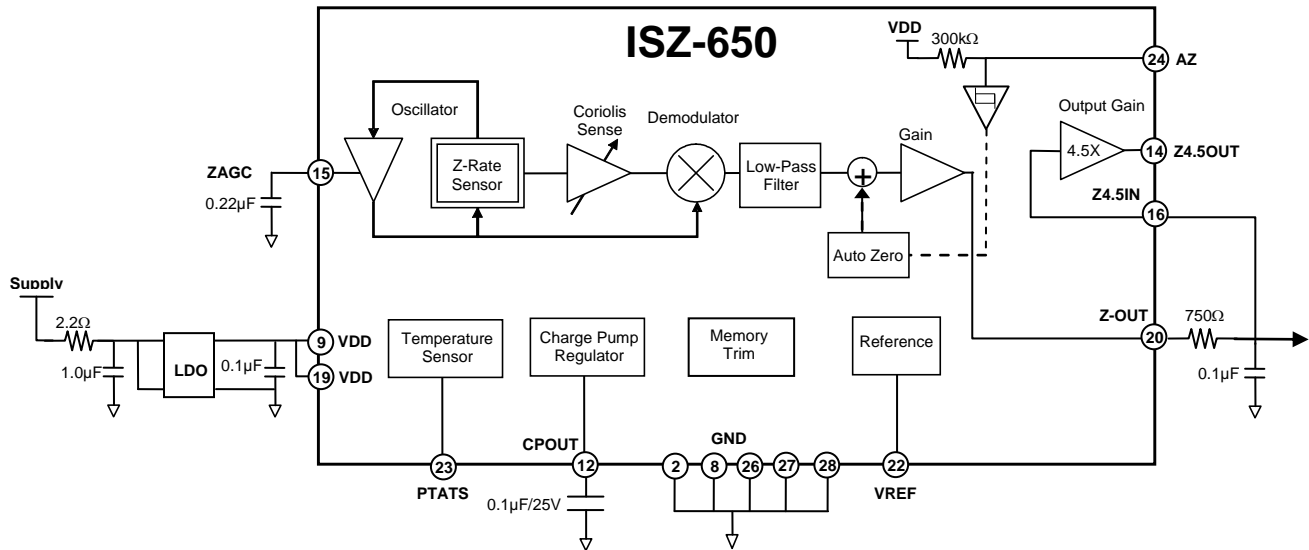 ISZ-650
VDD
300kΩ
24
AZ
Oscillator
Coriolis
Sense
Demodulator
Gain
Output Gain
4.5X
14
Z4.5OUT
Z4.5IN
16
ZAGC
15
0.22µF
Z-Rate
Sensor
Low-Pass
Filter
+
Auto Zero
Supply
2.2Ω
1.0µF
LDO
0.1µF
9
VDD
19
VDD
Temperature
Sensor
Charge Pump
Regulator
Memory
Trim
Reference
Z-OUT
20
750Ω
0.1µF
CPOUT
GND
23
12
2
8
26
27
28
22
PTATS
VREF
0.1µF/25V